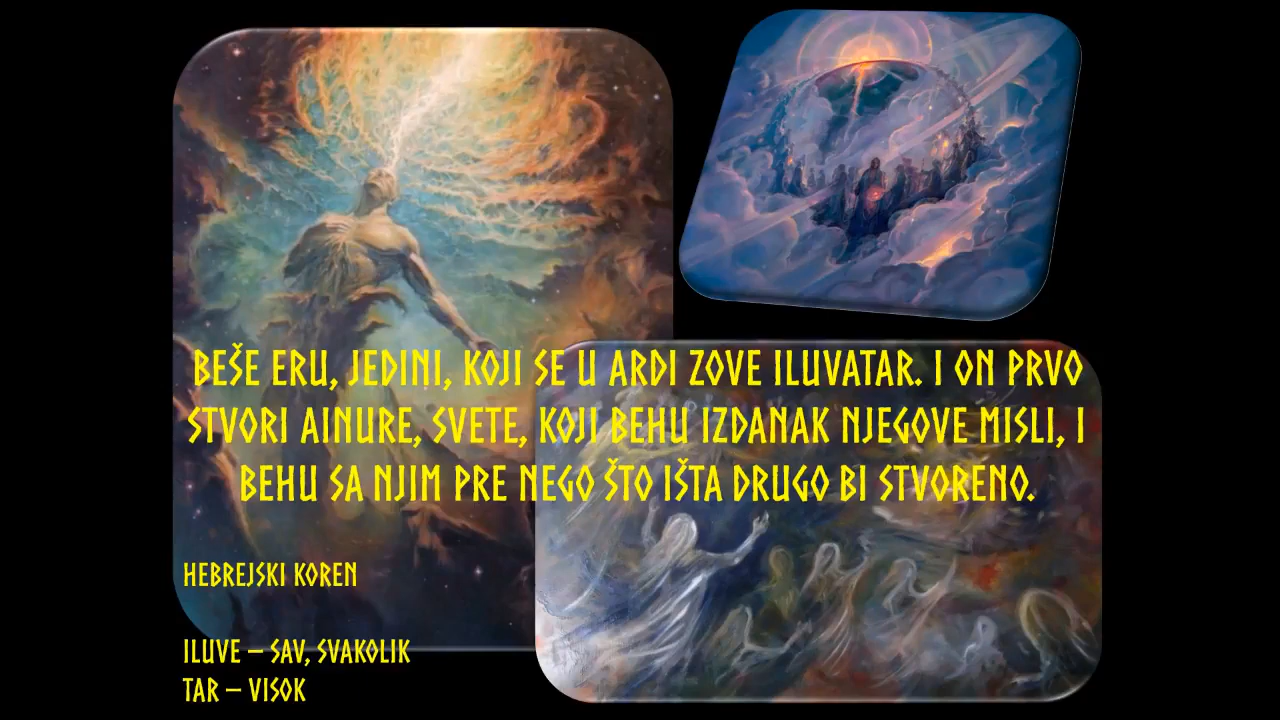 BEŠE ERU, JEDINI, KOJI SE U ARDI ZOVE ILUVATAR. I ON PRVO
STVORI AINURE, SVETE, KOJI BEHU IZDANAK NJEGOVE MISLI, I
BEHU SA NJIM PRE NEGO ŠTO IŠTA DRUGO BI STVORENO.
HEBREJSKI KOREN
ILUVE – SAV, SVAKOLIK
TAR – VISOK